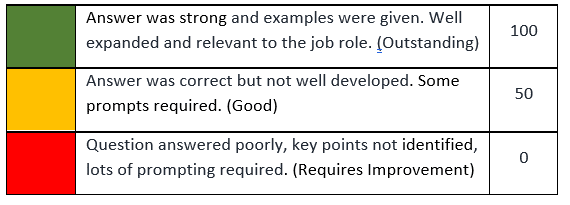 Answer was strong and examples were given. Well
expanded and relevant to the job role. (Outstanding)
100
Answer was correct but not well developed. Some
prompts required. (Good)
50
Question answered poorly, key points not identified,
lots of prompting required. (Requires Improvement)
0